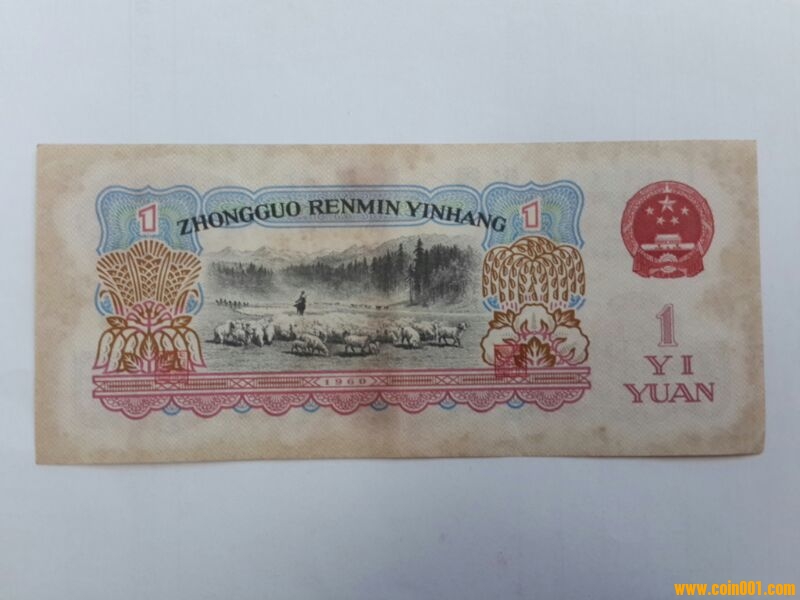 1
1
ZHONGGUO RENMIN YINHANG
1960
1
YI
YUAN
www.coin001.com